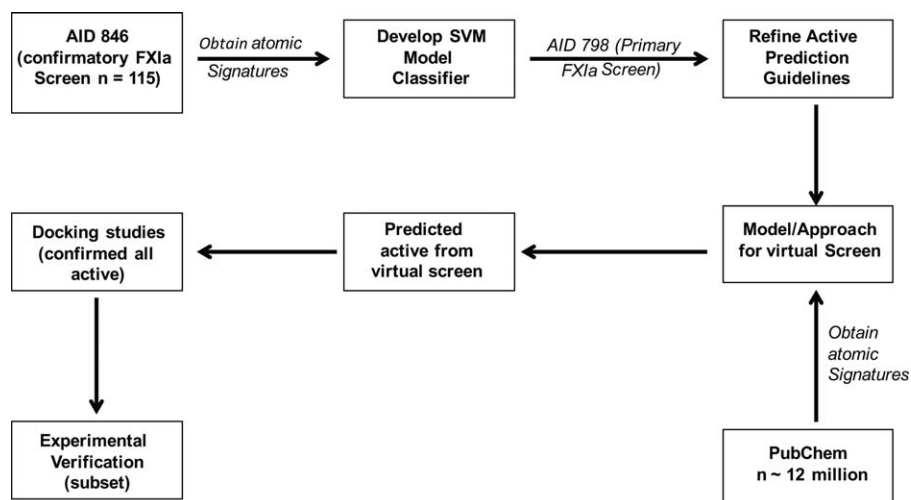 AID 846
(confirmatory FXIa
Screen n = 115)
Obtain atomic
Signatures
Develop SVM
Model
Classifier
AID 798 (Primary
FXIa Screen)
Refine Active
Prediction
Guidelines
Docking studies
(confirmed all
active)
Predicted
active from
virtual screen
Model/Approach
for virtual Screen
Obtain
atomic
Signatures
Experimental
Verification
(subset)
PubChem
n ~ 12 million